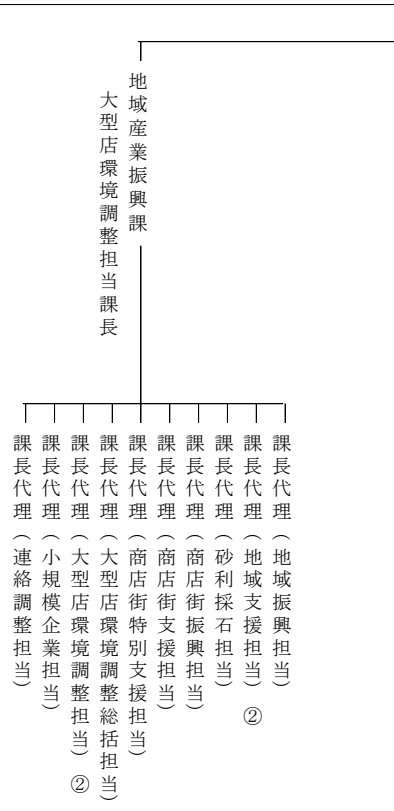 地域産業振興課
大型店環境調整担当課長
課長代理（地域振興担当）
課長代理（地域支援担当）②
課長代理（砂利採石担当）
課長代理（商店街振興担当）
課長代理（商店街支援担当）
課長代理（商店街特別支援担当）
課長代理（大型店環境調整総括担当）
課長代理（大型店環境調整担当）②
課長代理（小規模企業担当）
課長代理（連絡調整担当）